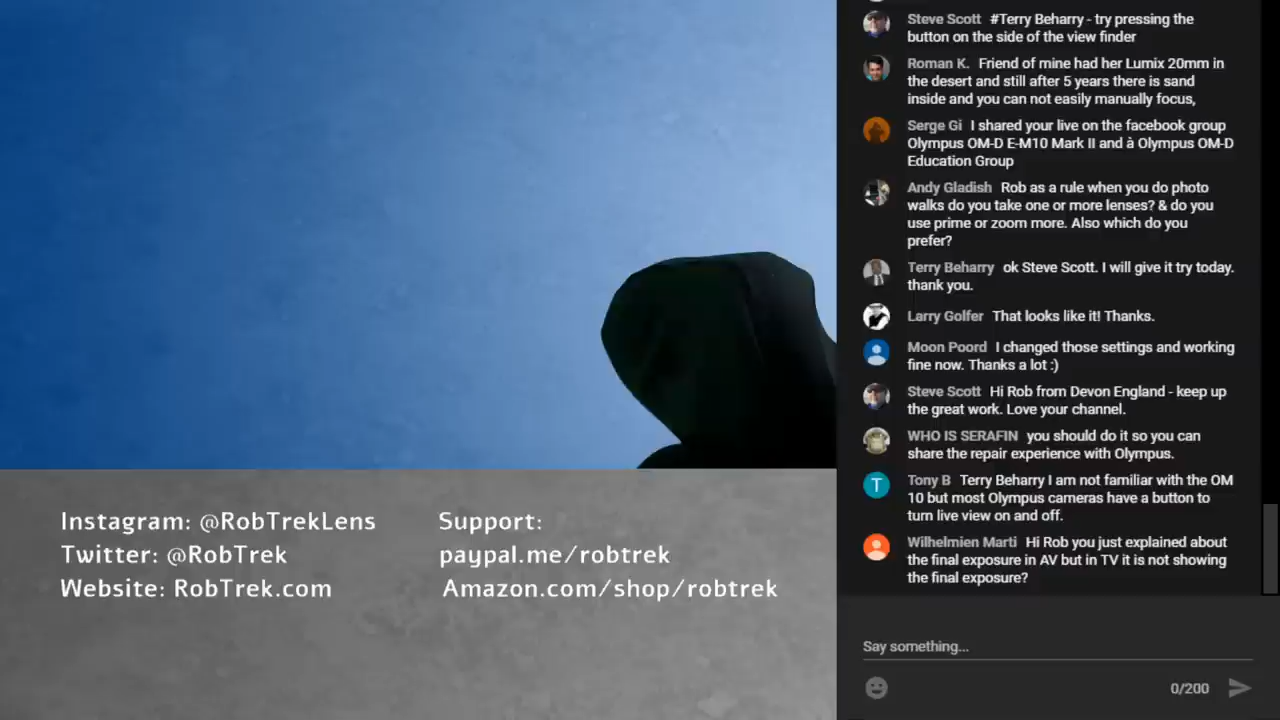 Steve Scott #Terry Beharry - try pressing the
button on the side of the view finder
Roman K. Friend of mine had her Lumix 20mm in
the desert and still after 5 years there is sand
inside and you can not easily manually focus,
Serge Gi I shared your live on the facebook group
Olympus OM-D E-M10 Mark II and à Olympus OM-D
Education Group
Andy Gladish Rob as a rule when you do photo
walks do you take one or more lenses? & do you
use prime or zoom more. Also which do you
prefer?
Terry Beharry ok Steve Scott. I will give it try today.
thank you.
Larry Golfer That looks like it! Thanks.
Moon Poord I changed those settings and working
fine now. Thanks a lot :)
Steve Scott Hi Rob from Devon England - keep up
the great work. Love your channel.
WHO IS SERAFIN you should do it so you can
share the repair experience with Olympus.
T
Tony B Terry Beharry I am not familiar with the OM
10 but most Olympus cameras have a button to
turn live view on and off.
Wilhelmien Marti Hi Rob you just explained about
the final exposure in AV but in TV it is not showing
the final exposure?
Say something...
0/200
Instagram: @RobTrekLens
Twitter: @RobTrek
Website: RobTrek.com
Support:
paypal.me/robtrek
Amazon.com/shop/robtrek